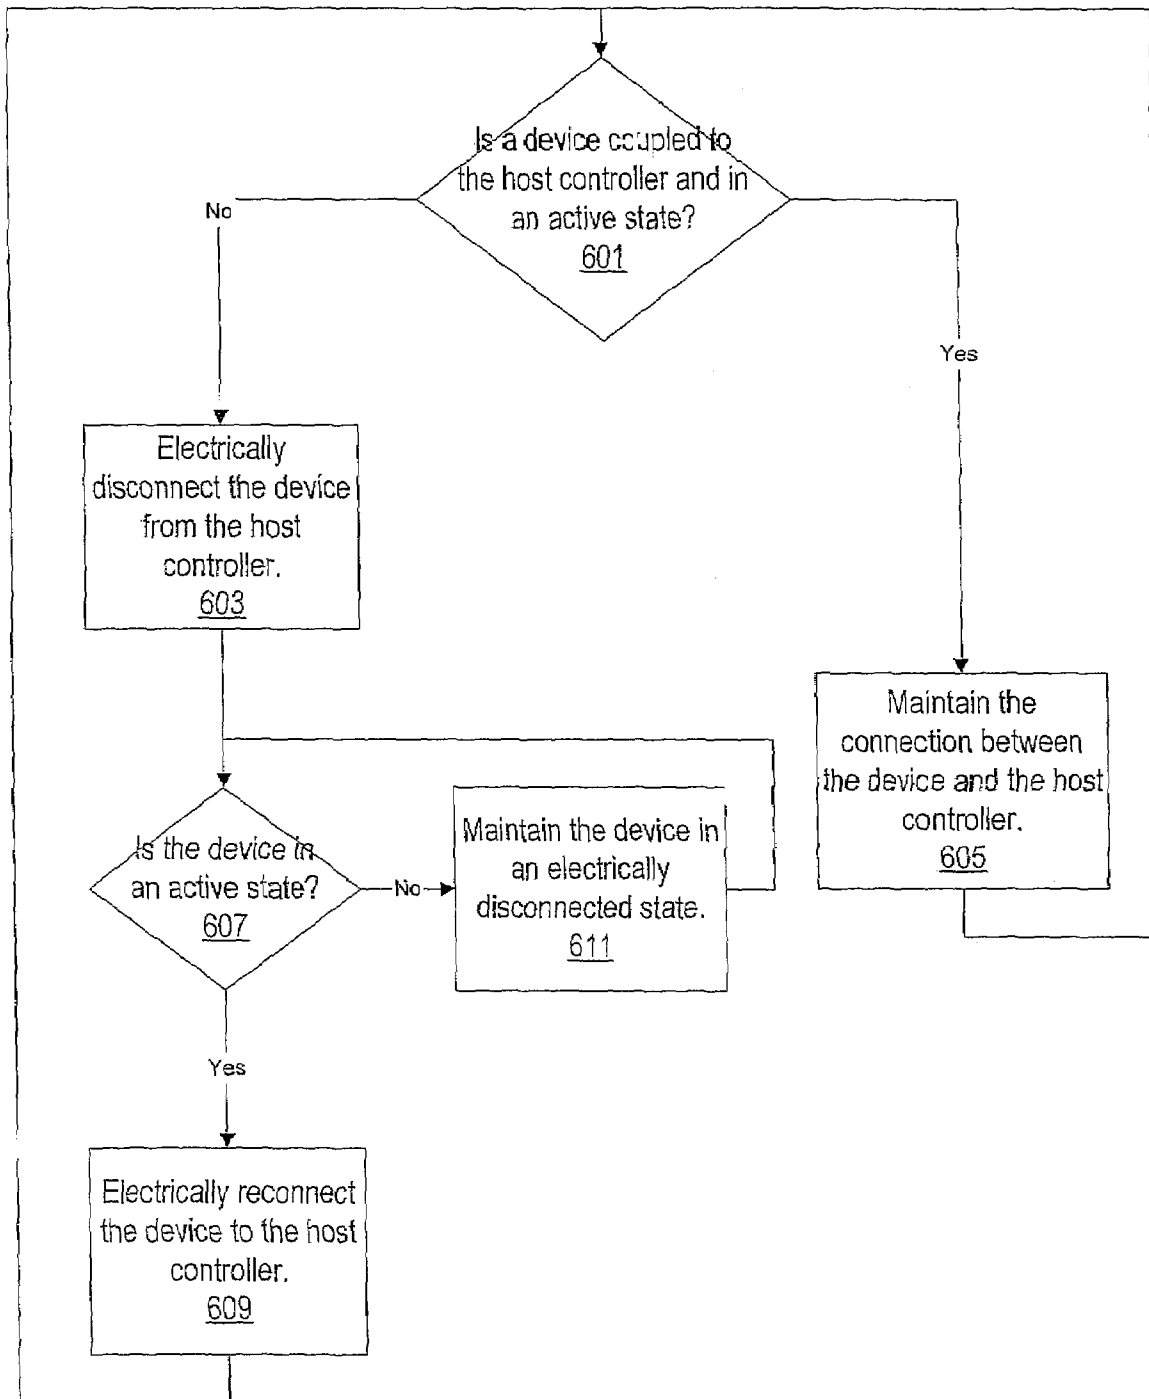 Is a device coupled to
the host controller and in
an active state?
601
No
Yes
Electrically
disconnect the device
from the host
controller.
603
Maintain the
connection between
the device and the host
controller.
605
Is the device in
an active state?
607
No
Maintain the device in
an electrically
disconnected state.
611
Yes
Electrically reconnect
the device to the host
controller.
609